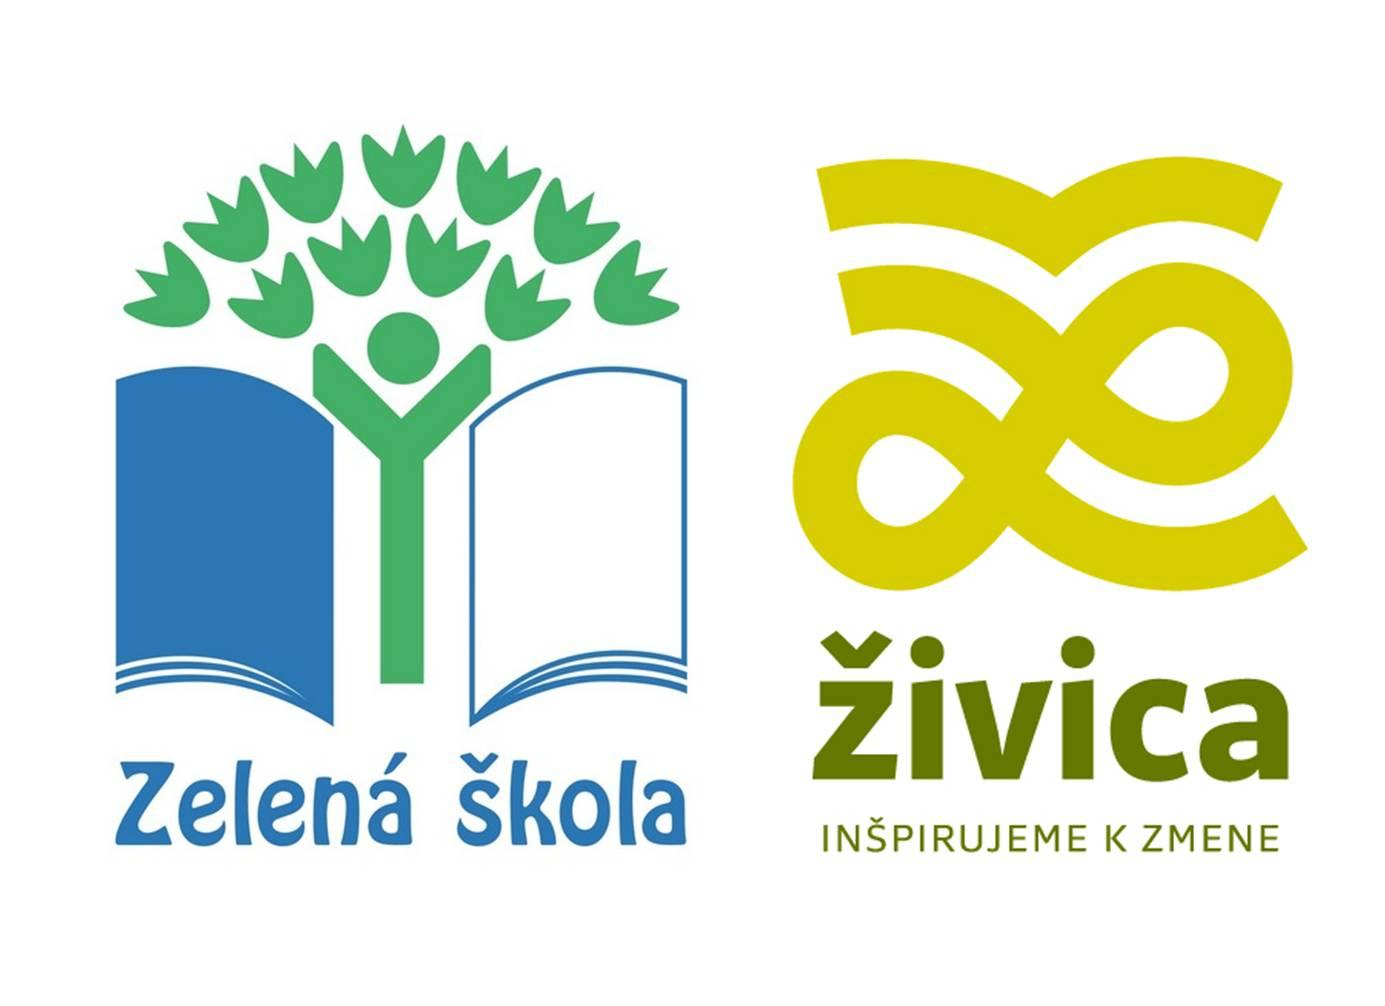 Zelená škola
živica
INŠPIRUJEME K ZMENE